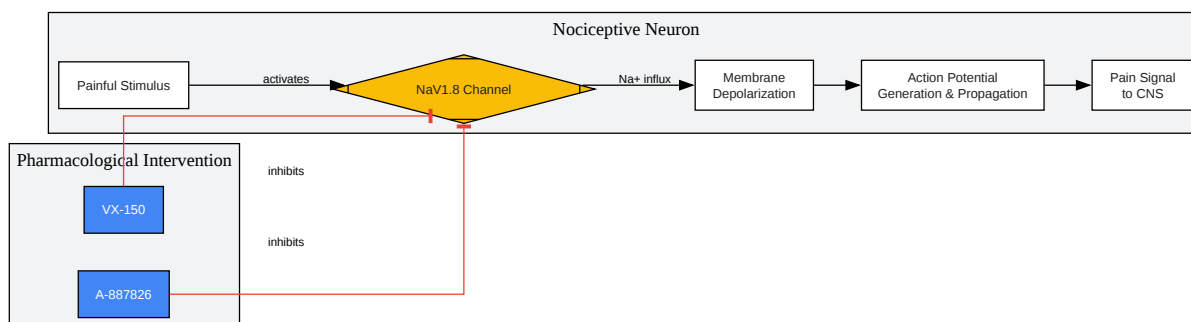 Nociceptive Neuron
Painful Stimulus
activates
NaV1.8 Channel
Na+ influx
Membrane
Depolarization
Action Potential
Generation & Propagation
Pain Signal
to CNS
Pharmacological Intervention
VX-150
inhibits
inhibits
A-887826